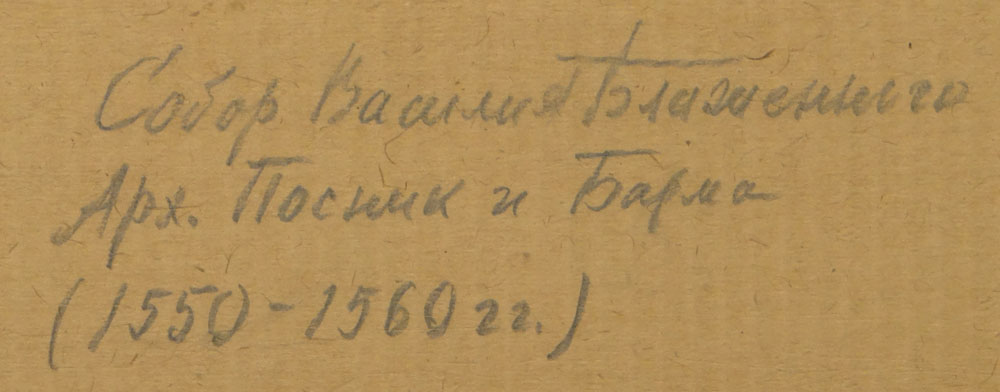 Собор Василия Блаженного
Арх. Посник и Барма
(1550-1560 гг.)